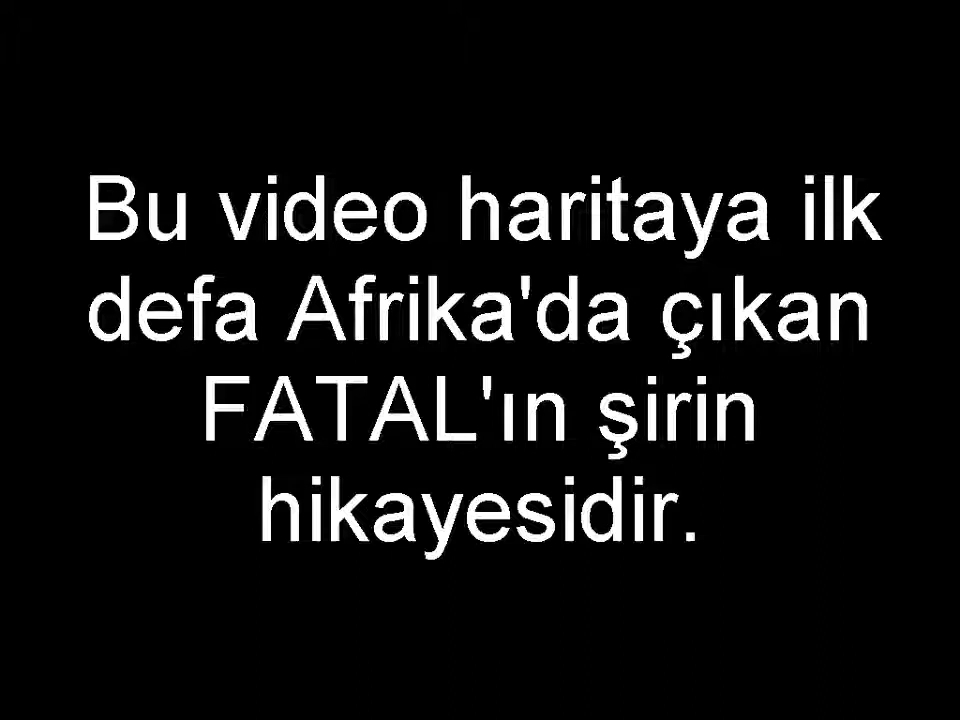 Bu video haritaya ilk
defa Afrika'da çıkan
FATAL'ın şirin
hikayesidir.